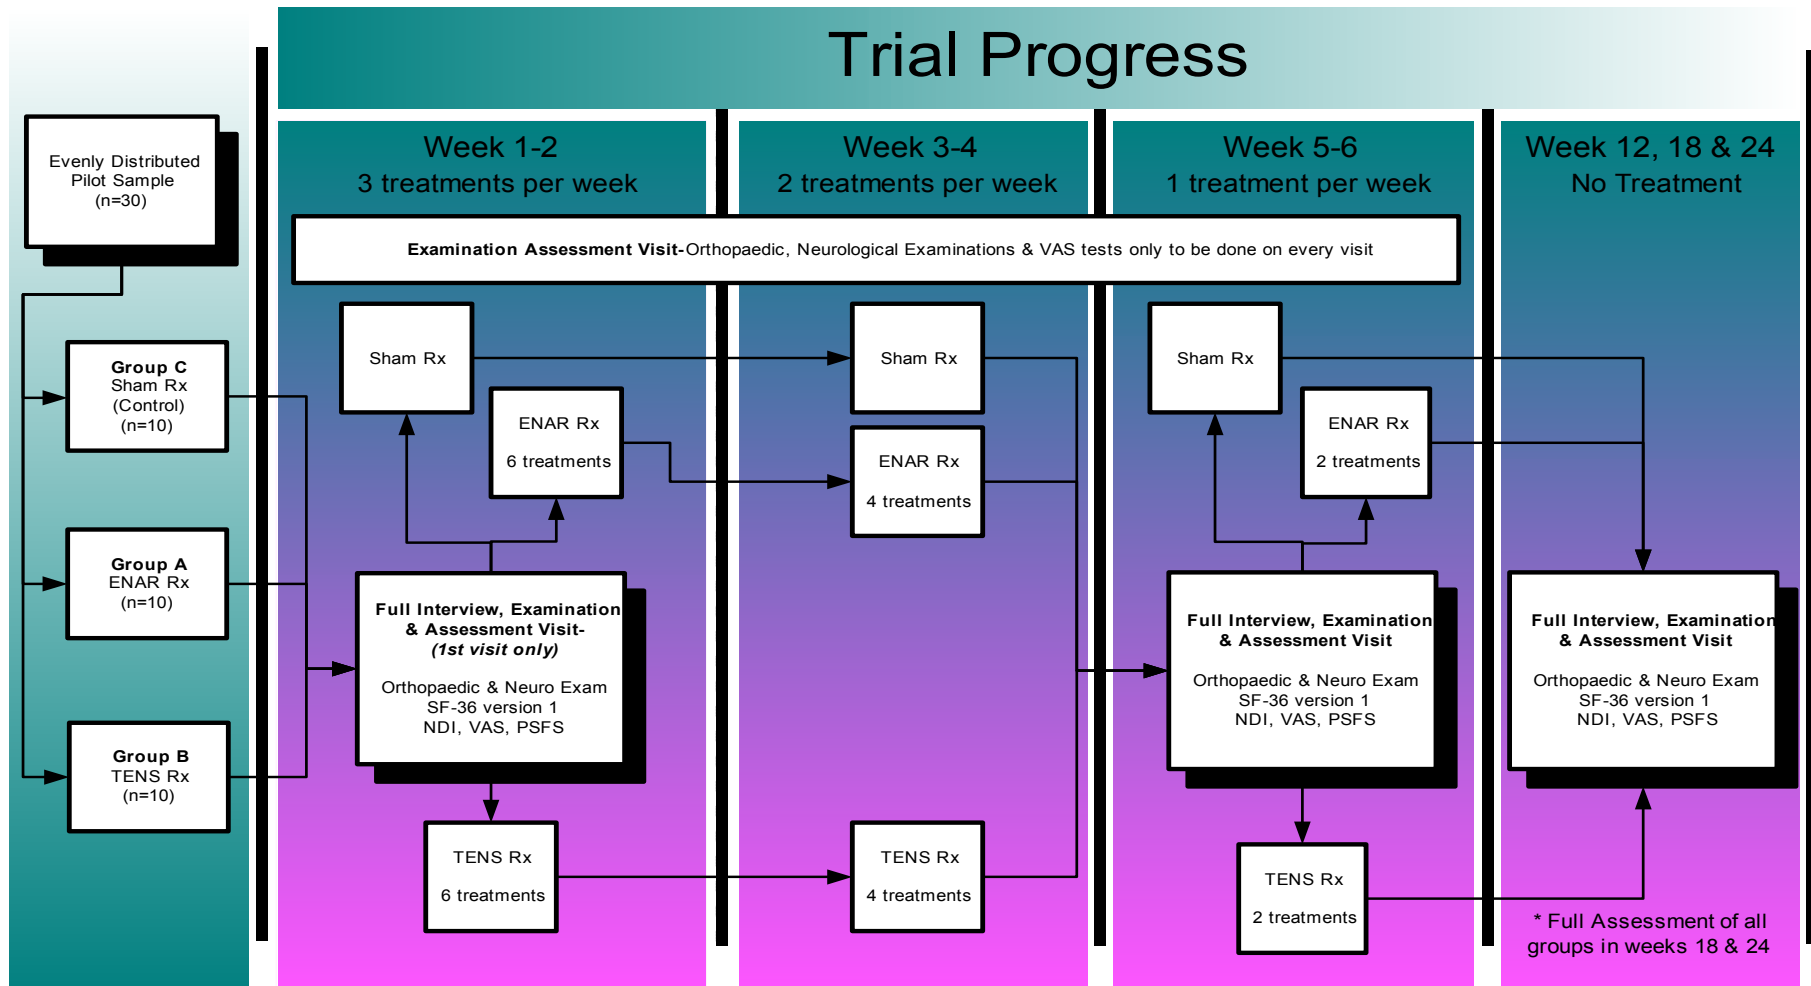 Trial Progress
Evenly Distributed
Pilot Sample
(n=30)
Group C
Sham Rx
(Control)
(n=10)
Group A
ENAR Rx
(n=10)
Group B
TENS Rx
(n=10)
Week 1-2
3 treatments per week
Week 3-4
2 treatments per week
Week 5-6
1 treatment per week
Week 12, 18 & 24
No Treatment
Examination Assessment Visit-Orthopaedic, Neurological Examinations & VAS tests only to be done on every visit
Sham Rx
ENAR Rx
6 treatments
Full Interview, Examination
& Assessment Visit-
(1st visit only)
Orthopaedic & Neuro Exam
SF-36 version 1
NDI, VAS, PSFS
TENS Rx
6 treatments
Sham Rx
ENAR Rx
4 treatments
TENS Rx
4 treatments
Sham Rx
ENAR Rx
2 treatments
Full Interview, Examination
& Assessment Visit
Orthopaedic & Neuro Exam
SF-36 version 1
NDI, VAS, PSFS
TENS Rx
2 treatments
Full Interview, Examination
& Assessment Visit
Orthopaedic & Neuro Exam
SF-36 version 1
NDI, VAS, PSFS
* Full Assessment of all
groups in weeks 18 & 24